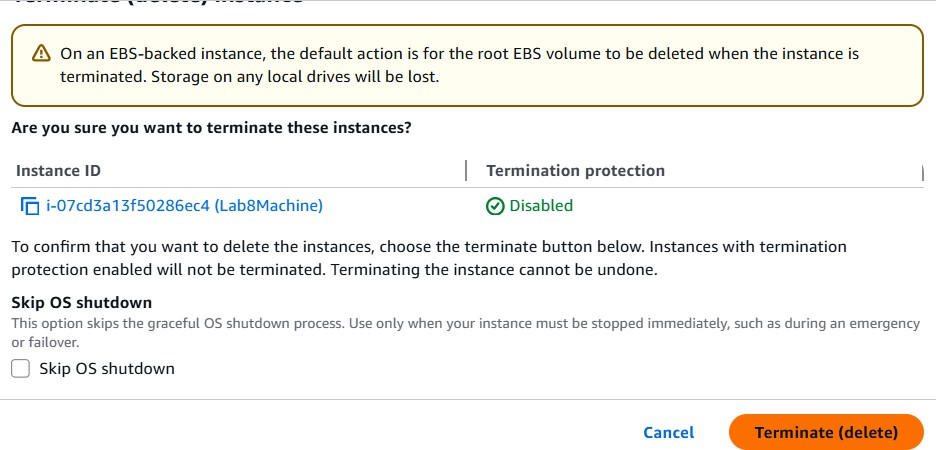 Terminate (delete) instance
On an EBS-backed instance, the default action is for the root EBS volume to be deleted when the instance is
terminated. Storage on any local drives will be lost.
Are you sure you want to terminate these instances?
Instance ID
Termination protection
i-07cd3a13f50286ec4 (Lab8Machine)
Disabled
To confirm that you want to delete the instances, choose the terminate button below. Instances with termination
protection enabled will not be terminated. Terminating the instance cannot be undone.
Skip OS shutdown
This option skips the graceful OS shutdown process. Use only when your instance must be stopped immediately, such as during an emergency
or failover.
Skip OS shutdown
Cancel
Terminate (delete)